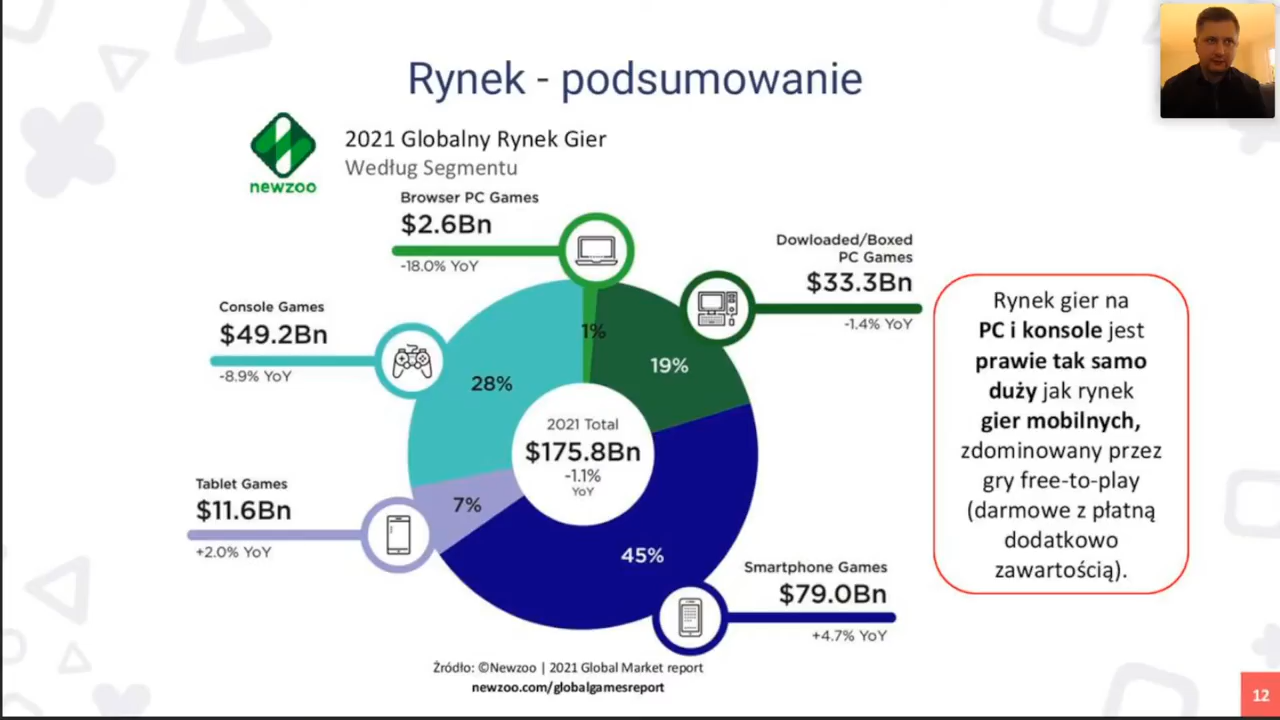 Rynek - podsumowanie
newzoo
2021 Globalny Rynek Gier
Według Segmentu
Browser PC Games
$2.6Bn
-18.0% YoY
Dowloaded/Boxed
PC Games
$33.3Bn
-1.4% YoY
Console Games
$49.2Bn
-8.9% YoY
1%
19%
28%
2021 Total
$175.8Bn
-1.1%
YoY
Tablet Games
$11.6Bn
+2.0% YoY
7%
45%
Smartphone Games
$79.0Bn
+4.7% YoY
Rynek gier na
PC i konsole jest
prawie tak samo
duży jak rynek
gier mobilnych,
zdominowany przez
gry free-to-play
(darmowe z płatną
dodatkowo
zawartością).
Żródło: ©Newzoo | 2021 Global Market report
newzoo.com/globalgamesreport
12